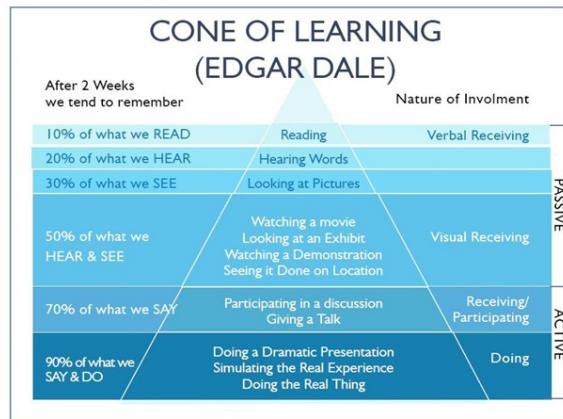 CONE OF LEARNING
(EDGAR DALE)
After 2 Weeks
we tend to remember
Nature of Involment
10% of what we READ
Reading
Verbal Receiving
20% of what we HEAR
Hearing Words
30% of what we SEE
Looking at Pictures
50% of what we
HEAR & SEE
Watching a movie
Looking at an Exhibit
Watching a Demonstration
Seeing it Done on Location
Visual Receiving
PASSIVE
70% of what we SAY
Participating in a discussion
Giving a Talk
Receiving/
Participating
90% of what we
SAY & DO
Doing a Dramatic Presentation
Simulating the Real Experience
Doing the Real Thing
Doing
ACTIVE